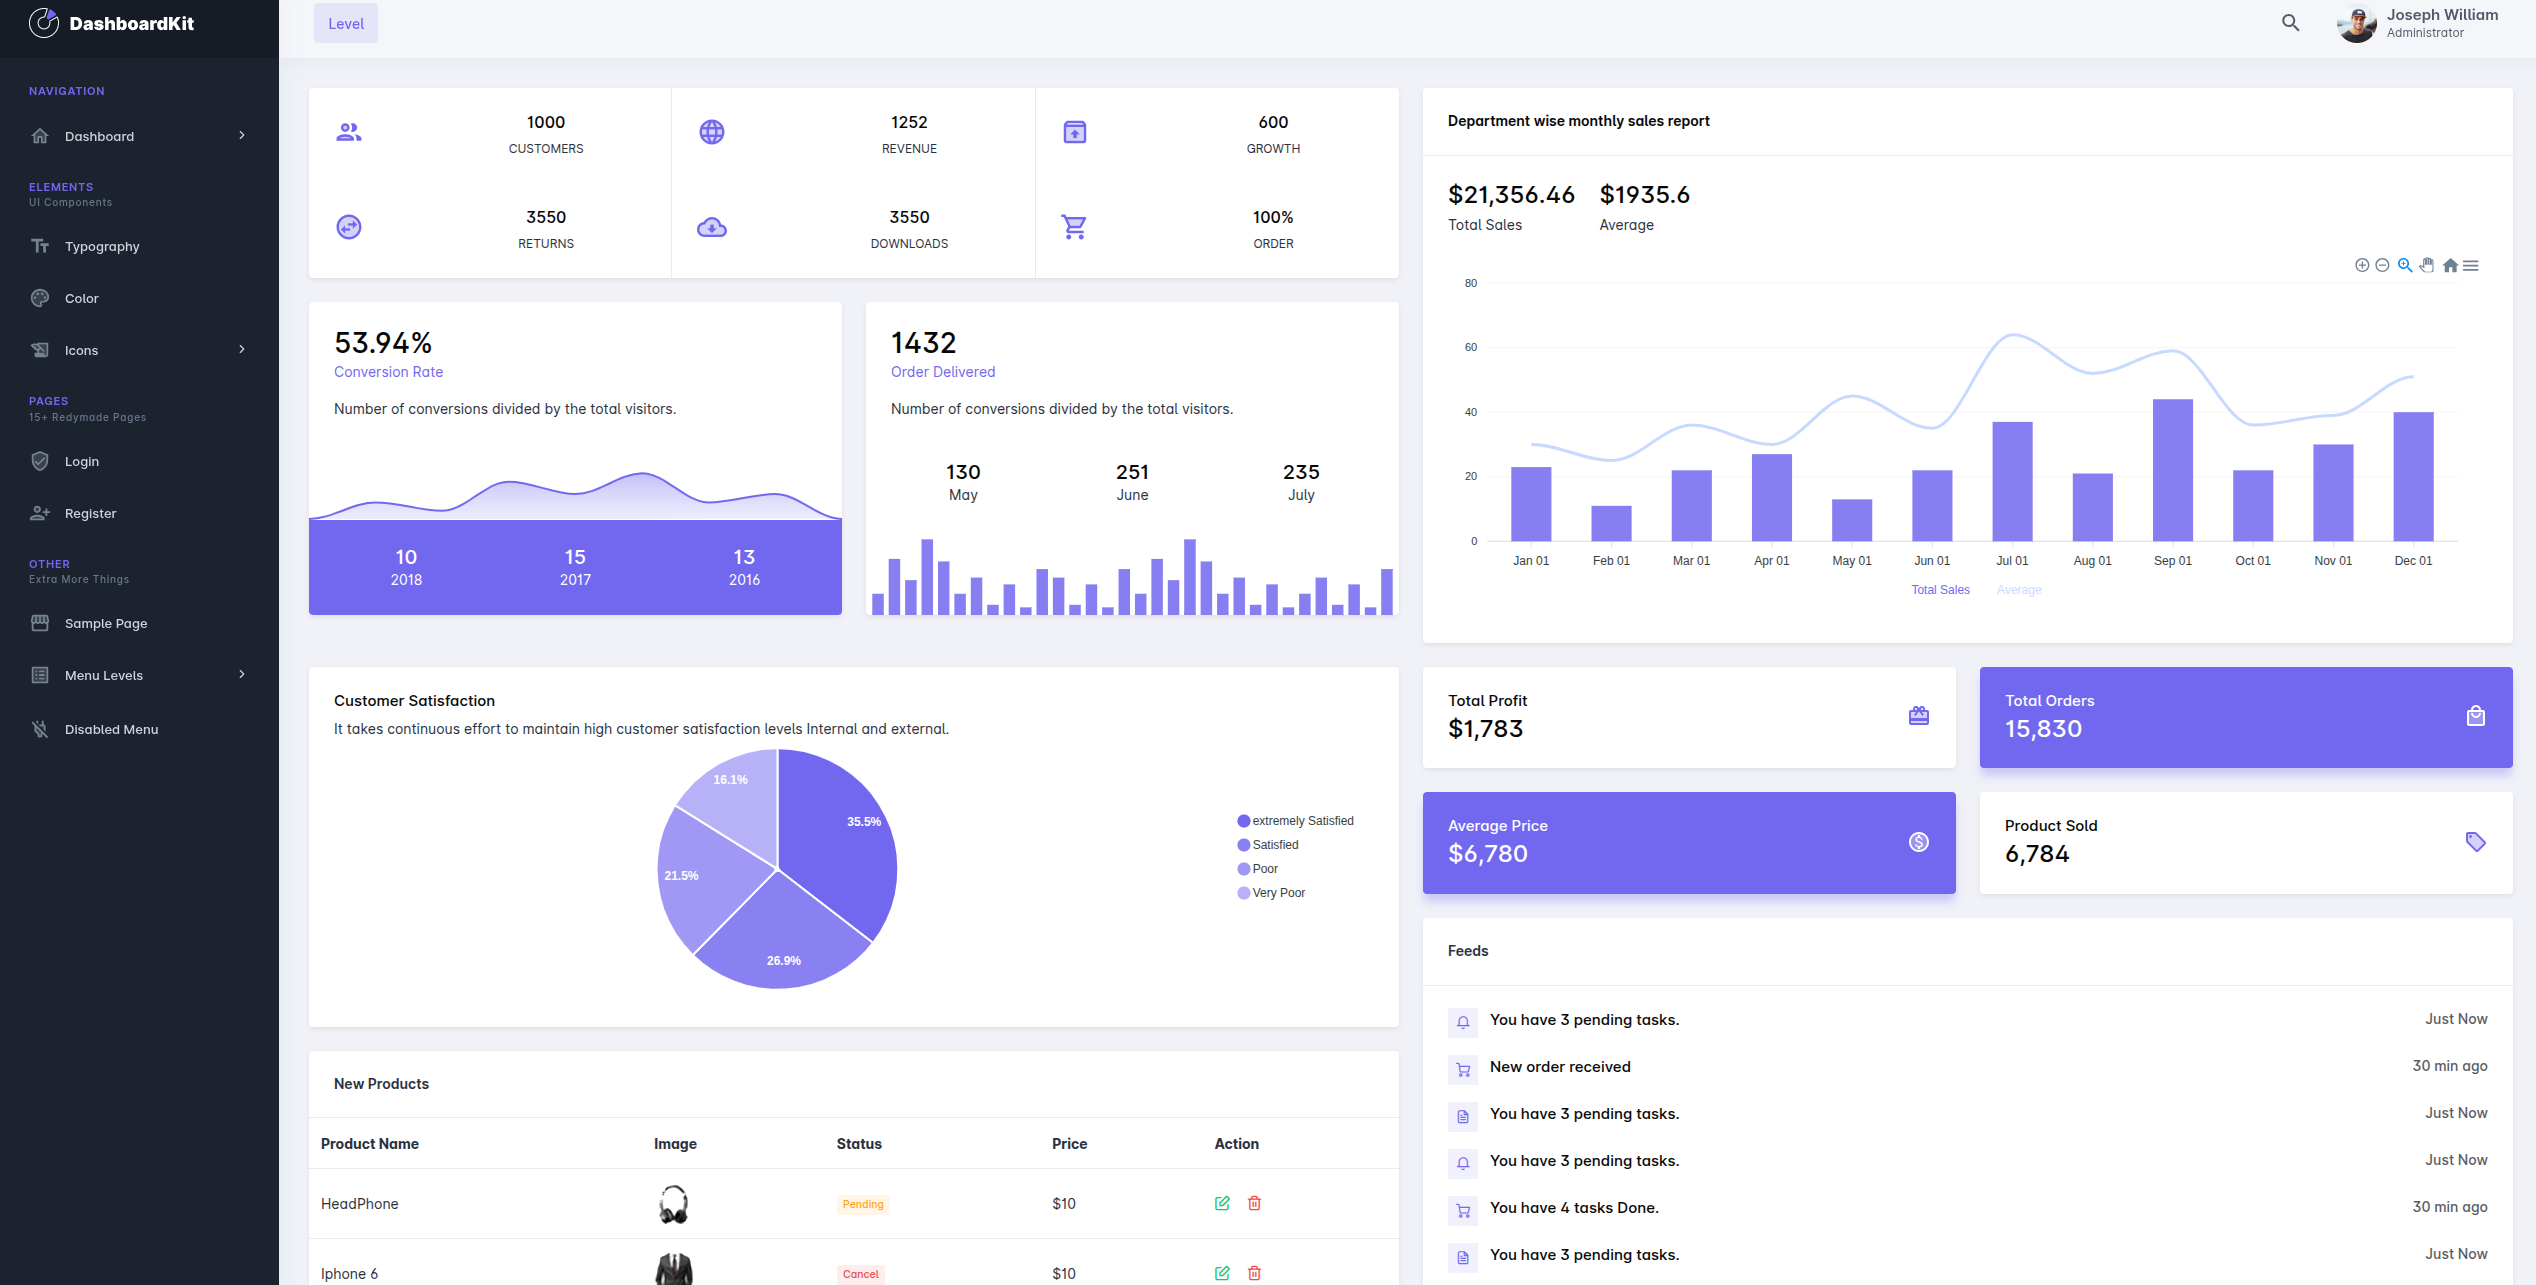 DashboardKit
NAVIGATION
Dashboard
ELEMENTS
UI Components
Typography
Color
Icons
PAGES
15+ Redymade Pages
Login
Register
OTHER
Extra More Things
Sample Page
Menu Levels
Disabled Menu
Level
Joseph William
Administrator
1000
CUSTOMERS
1252
REVENUE
600
GROWTH
3550
RETURNS
3550
DOWNLOADS
100%
ORDER
53.94%
Conversion Rate
Number of conversions divided by the total visitors.
10
2018
15
2017
13
2016
1432
Order Delivered
Number of conversions divided by the total visitors.
130
May
251
June
235
July
Department wise monthly sales report
$21,356.46
Total Sales
$1935.6
Average
80
60
40
20
0
Jan 01 Feb 01 Mar 01 Apr 01 May 01 Jun 01 Jul 01 Aug 01 Sep 01 Oct 01 Nov 01 Dec 01
Total Sales Average
Customer Satisfaction
It takes continuous effort to maintain high customer satisfaction levels Internal and external.
16.1%
35.5%
21.5%
26.9%
extremely Satisfied
Satisfied
Poor
Very Poor
Total Profit
$1,783
Total Orders
15,830
Average Price
$6,780
Product Sold
6,784
New Products
Product Name Image Status Price Action
HeadPhone Pending $10
Iphone 6 Cancel $10
Feeds
You have 3 pending tasks. Just Now
New order received 30 min ago
You have 3 pending tasks. Just Now
You have 3 pending tasks. Just Now
You have 4 tasks Done. 30 min ago
You have 3 pending tasks. Just Now